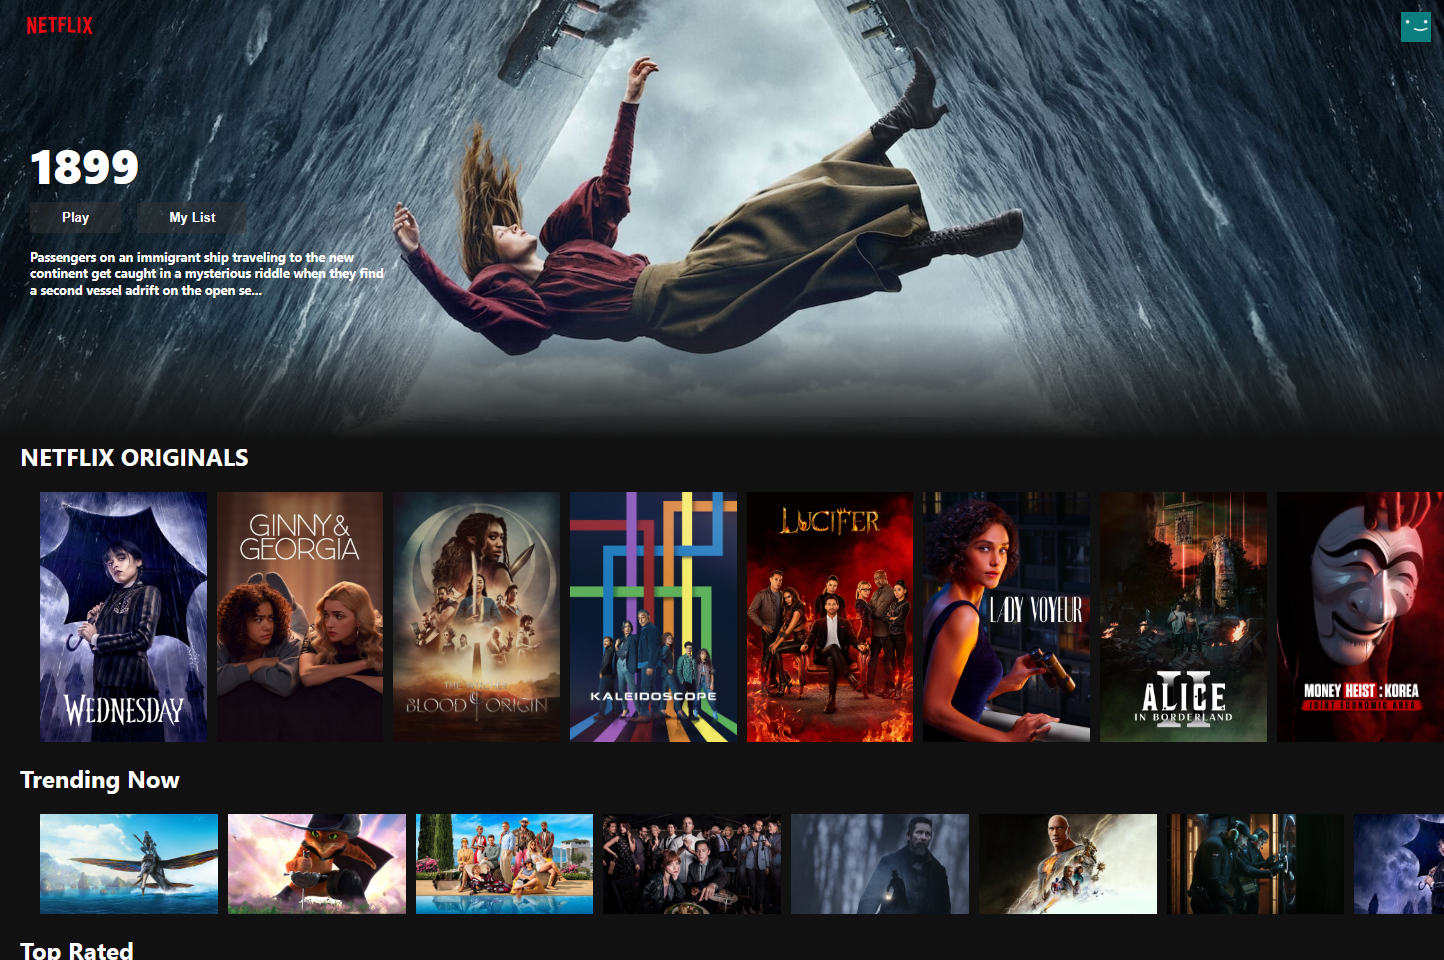 NETFLIX
1899
Play
My List
Passengers on an immigrant ship traveling to the new
continent get caught in a mysterious riddle when they find
a second vessel adrift on the open se...
NETFLIX ORIGINALS
WEDNESDAY
GINNY &
GEORGIA
BLOOD ORIGIN
KALEIDOSCOPE
LUCIFER
LADY VOYEUR
II
ALICE
IN BORDERLAND
MONEY HEIST : KOREA
JOINT ECONOMIC AREA
Trending Now
Top Rated